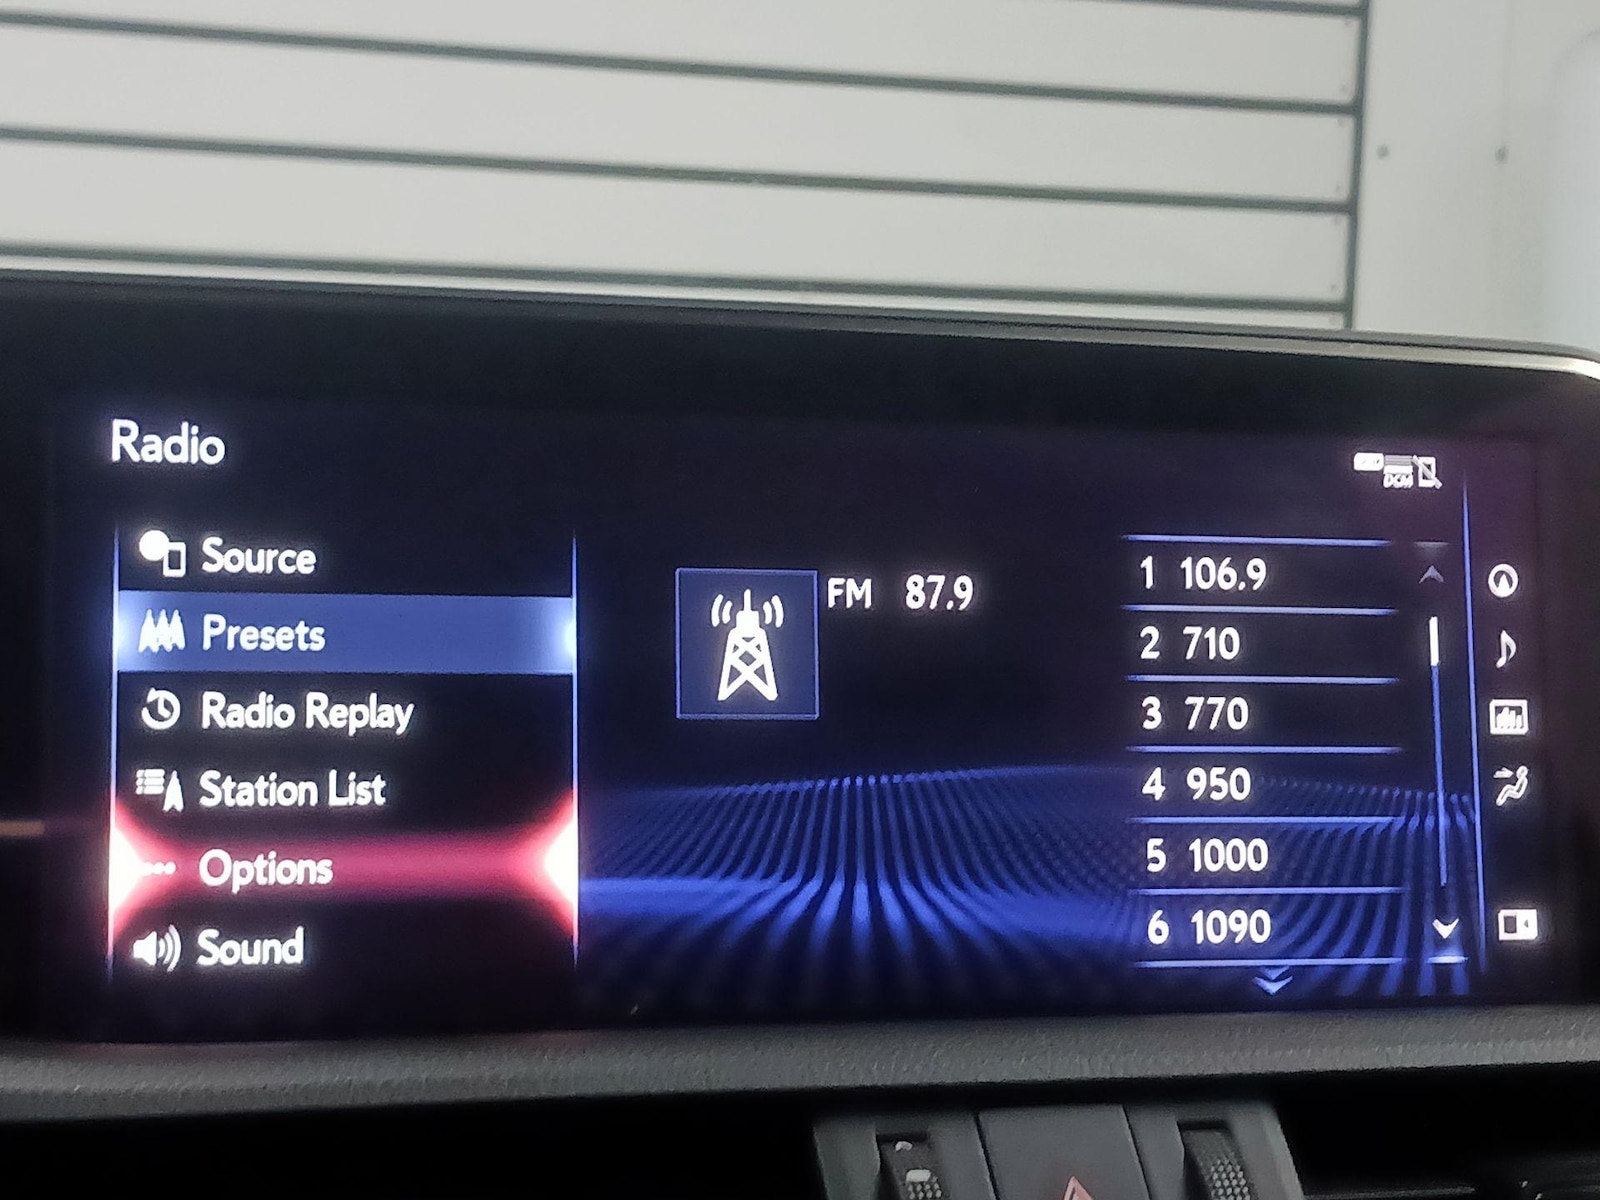 Radio
DCM
Source
Presets
Radio Replay
Station List
Options
Sound
FM 87.9
1 106.9
2 710
3 770
4 950
5 1000
6 1090